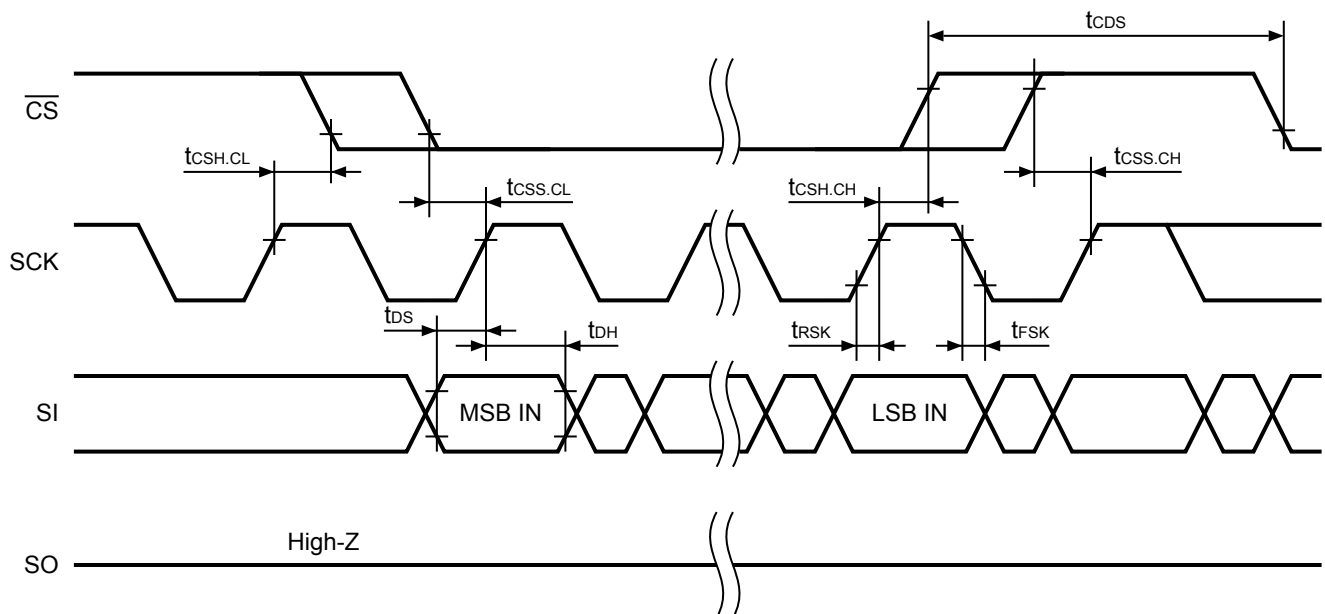 tCDS
CS
tCSH.CL
tCSS.CL
tCSH.CH
tCSS.CH
SCK
tDS
tDH
tRSK
tFSK
SI
MSB IN
LSB IN
High-Z
SO